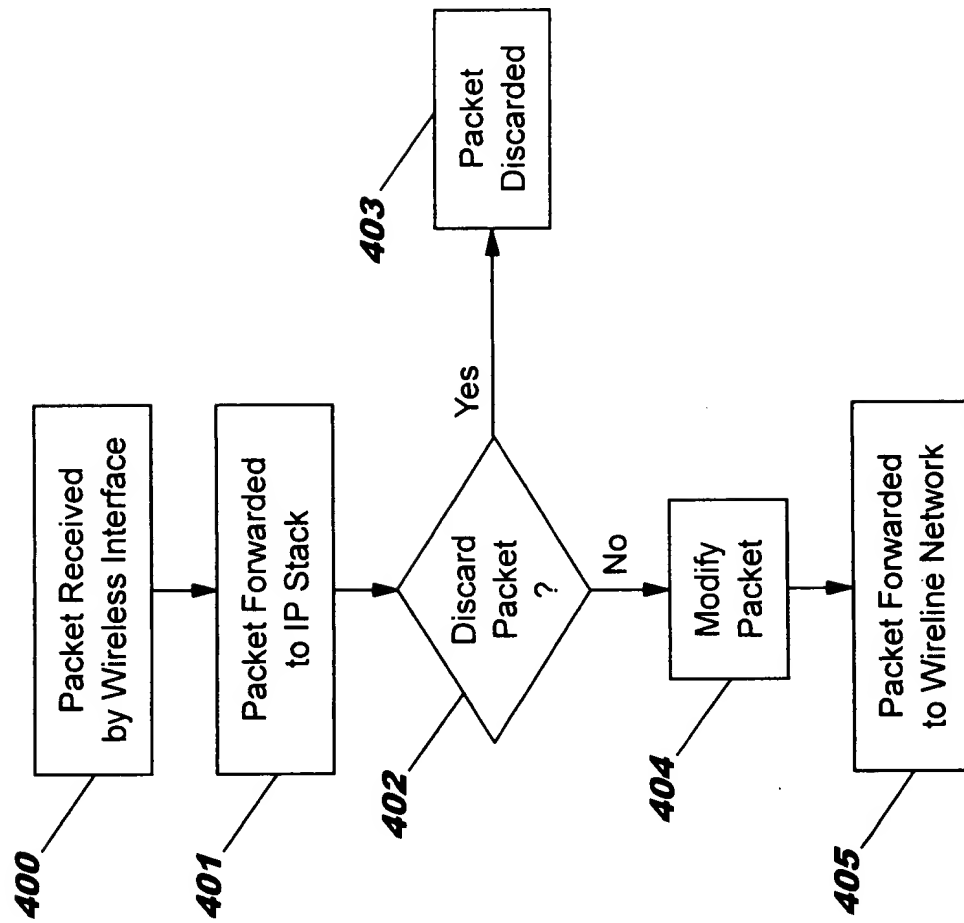 400
Packet Received
by Wireless Interface
401
Packet Forwarded
to IP Stack
402
Discard
Packet
?
Yes
403
Packet
Discarded
No
404
Modify
Packet
405
Packet Forwarded
to Wireline Network